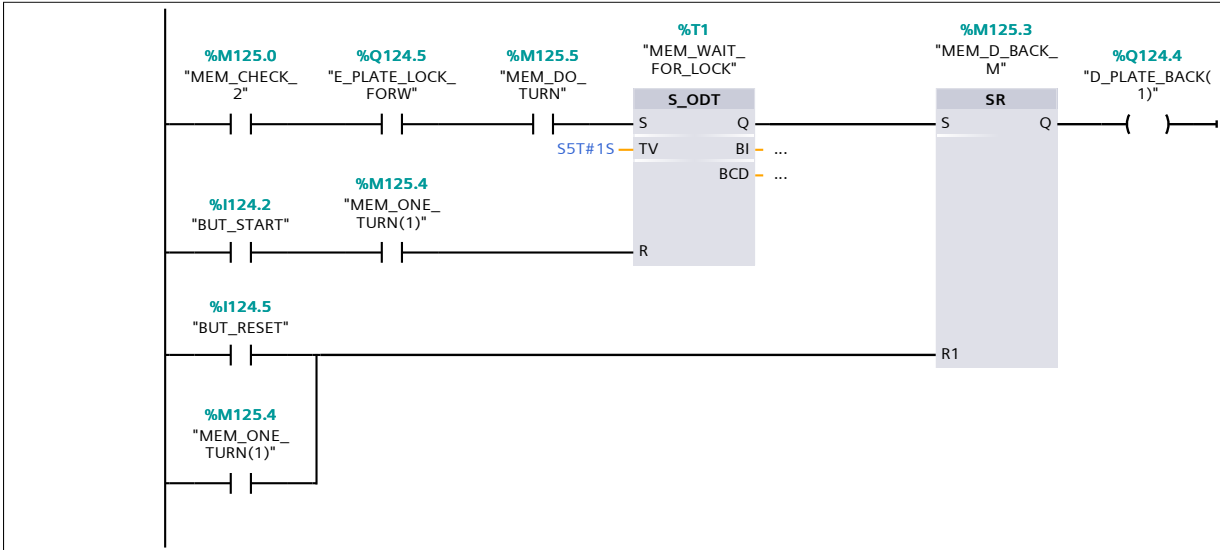 %T1
%M125.3
"MEM_WAIT_
FOR_LOCK"
"MEM_D_BACK_
M"
%M125.0
%Q124.5
%M125.5
%Q124.4
"MEM_CHECK_
2"
"E_PLATE_LOCK_
FORW"
"MEM_DO_
TURN"
"D_PLATE_BACK(
1)"
S_ODT
SR
S
Q
S
Q
S5T#1S
TV
BI
...
BCD
...
%M125.4
"MEM_ONE_
TURN(1)"
%I124.2
"BUT_START"
R
%I124.5
"BUT_RESET"
R1
%M125.4
"MEM_ONE_
TURN(1)"